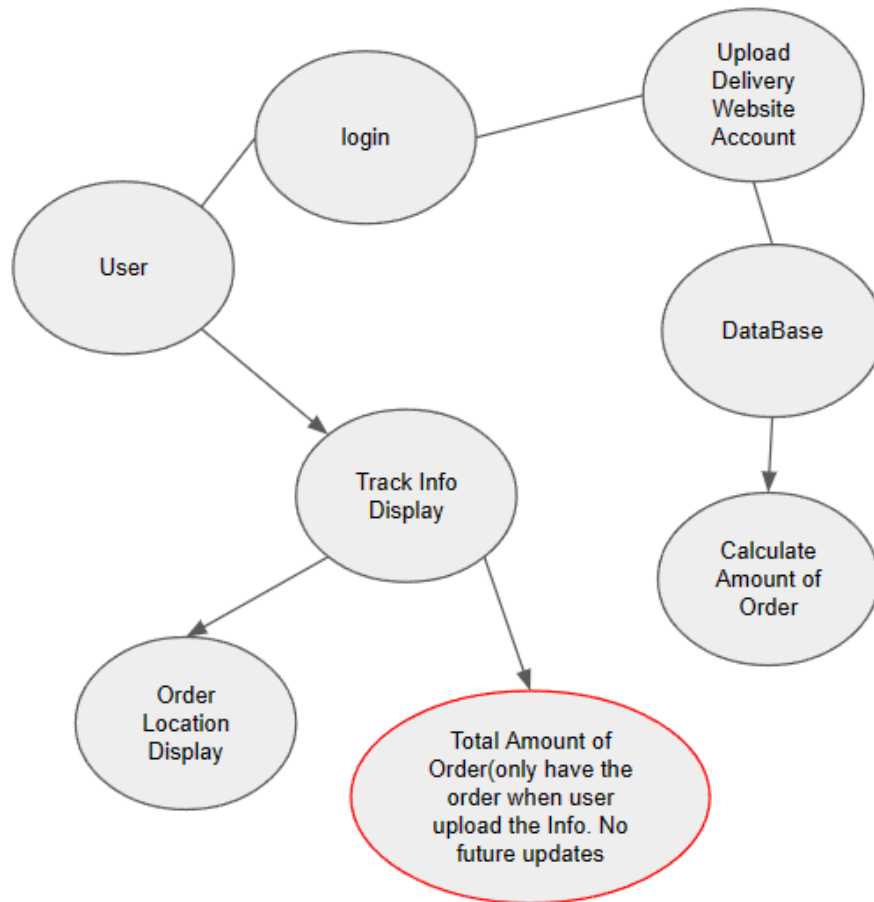 Upload
Delivery
Website
Account
login
User
DataBase
Track Info
Display
Calculate
Amount of
Order
Order
Location
Display
Total Amount of
Order(only have the
order when user
upload the Info. No
future updates